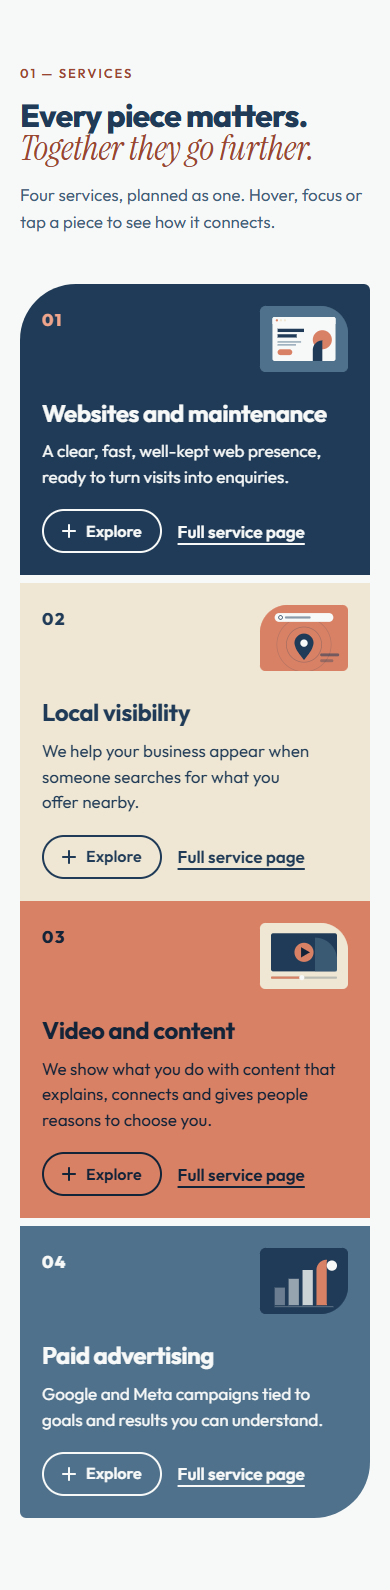 01 — SERVICES
Every piece matters.
Together they go further.
Four services, planned as one. Hover, focus or
tap a piece to see how it connects.
01
Websites and maintenance
A clear, fast, well-kept web presence,
ready to turn visits into enquiries.
+ Explore
Full service page
02
Local visibility
We help your business appear when
someone searches for what you
offer nearby.
+ Explore
Full service page
03
Video and content
We show what you do with content that
explains, connects and gives people
reasons to choose you.
+ Explore
Full service page
04
Paid advertising
Google and Meta campaigns tied to
goals and results you can understand.
+ Explore
Full service page